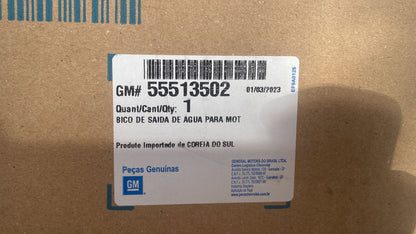 GM# 55513502
01/03/2023
Quant/Cant/Qty: 1
BICO DE SAIDA DE AGUA PARA MOT
Produto Importado de COREIA DO SUL
Peças Genuinas
GM
GENERAL MOTORS DO BRASIL LTDA.
EF9A0125